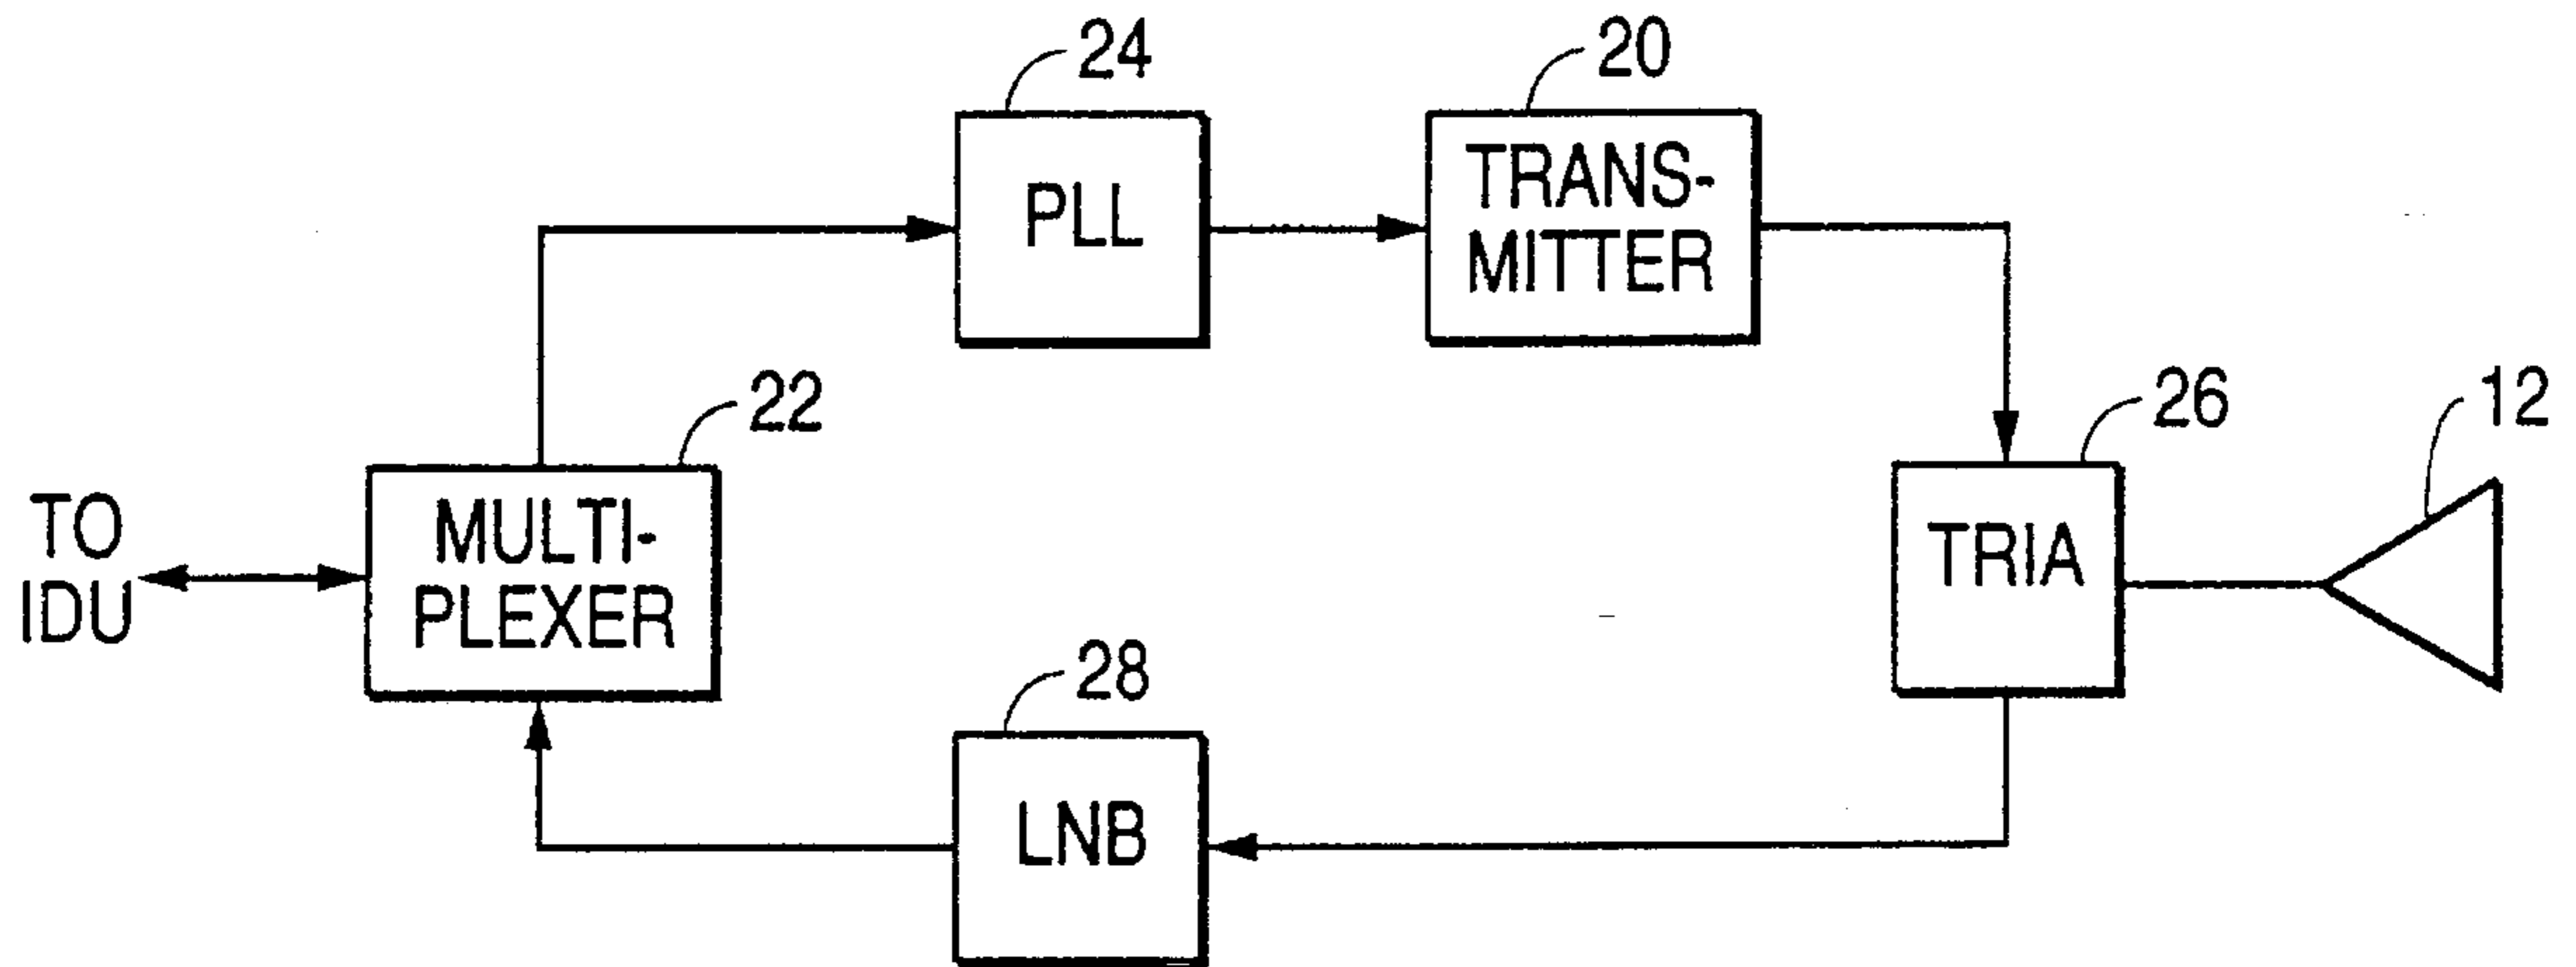 24
20
PLL
TRANS-
MITTER
22
26
12
TO
IDU
MULTI-
PLEXER
TRIA
28
LNB